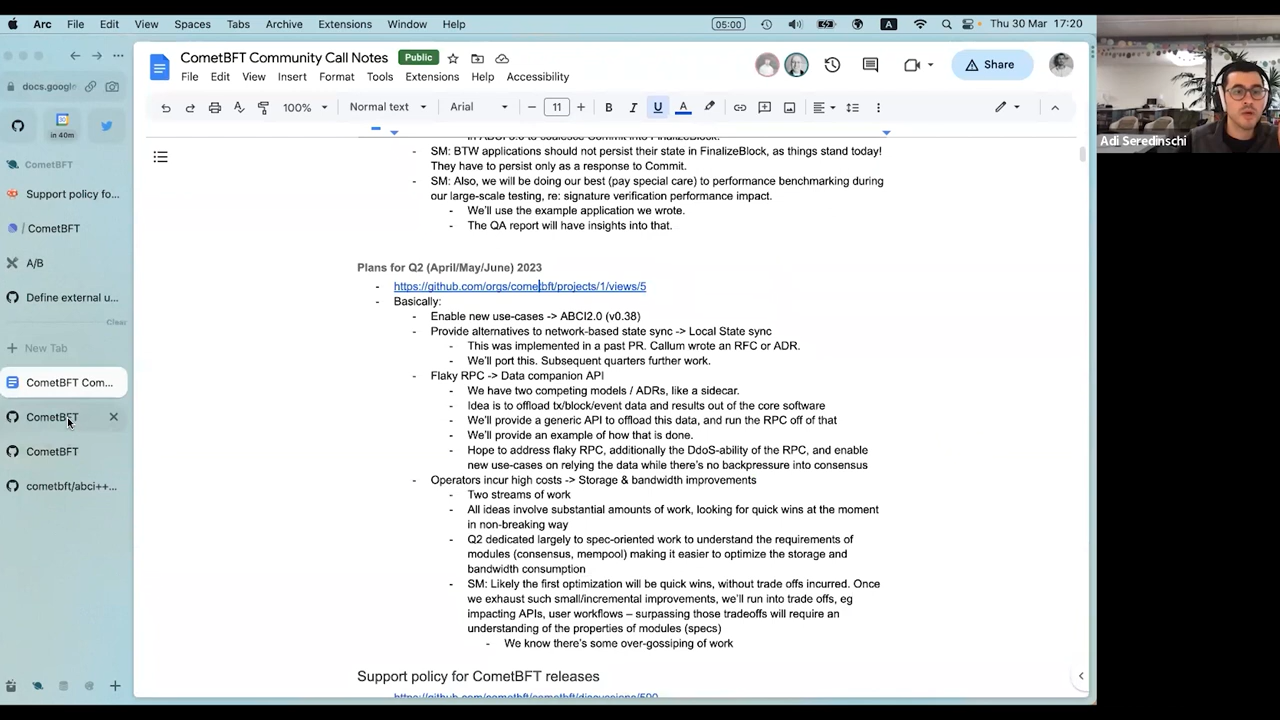 Arc File Edit View Spaces Tabs Archive Extensions Window Help 05:00 A Thu 30 Mar 17:20
docs.google
in 40m
CometBFT
Support policy fo...
/ CometBFT
A/B
Define external u...
Clear
New Tab
CometBFT Com...
CometBFT
CometBFT
cometbft/abci++...
CometBFT Community Call Notes Public
Share
File Edit View Insert Format Tools Extensions Help Accessibility
100% Normal text Arial 11 B I U A
in ABCI 3.0 to coalesce Commit into FinalizeBlock.
- SM: BTW applications should not persist their state in FinalizeBlock, as things stand today!
They have to persist only as a response to Commit.
- SM: Also, we will be doing our best (pay special care) to performance benchmarking during
our large-scale testing, re: signature verification performance impact.
- We'll use the example application we wrote.
- The QA report will have insights into that.
Plans for Q2 (April/May/June) 2023
- https://github.com/orgs/cometbft/projects/1/views/5
- Basically:
- Enable new use-cases -> ABCI2.0 (v0.38)
- Provide alternatives to network-based state sync -> Local State sync
- This was implemented in a past PR. Callum wrote an RFC or ADR.
- We'll port this. Subsequent quarters further work.
- Flaky RPC -> Data companion API
- We have two competing models / ADRs, like a sidecar.
- Idea is to offload tx/block/event data and results out of the core software
- We'll provide a generic API to offload this data, and run the RPC off of that
- We'll provide an example of how that is done.
- Hope to address flaky RPC, additionally the DdoS-ability of the RPC, and enable
new use-cases on relying the data while there's no backpressure into consensus
- Operators incur high costs -> Storage & bandwidth improvements
- Two streams of work
- All ideas involve substantial amounts of work, looking for quick wins at the moment
in non-breaking way
- Q2 dedicated largely to spec-oriented work to understand the requirements of
modules (consensus, mempool) making it easier to optimize the storage and
bandwidth consumption
- SM: Likely the first optimization will be quick wins, without trade offs incurred. Once
we exhaust such small/incremental improvements, we'll run into trade offs, eg
impacting APIs, user workflows – surpassing those tradeoffs will require an
understanding of the properties of modules (specs)
- We know there's some over-gossiping of work
Support policy for CometBFT releases
https://github.com/cometbft/cometbft/discussions/590
Adi Seredinschi